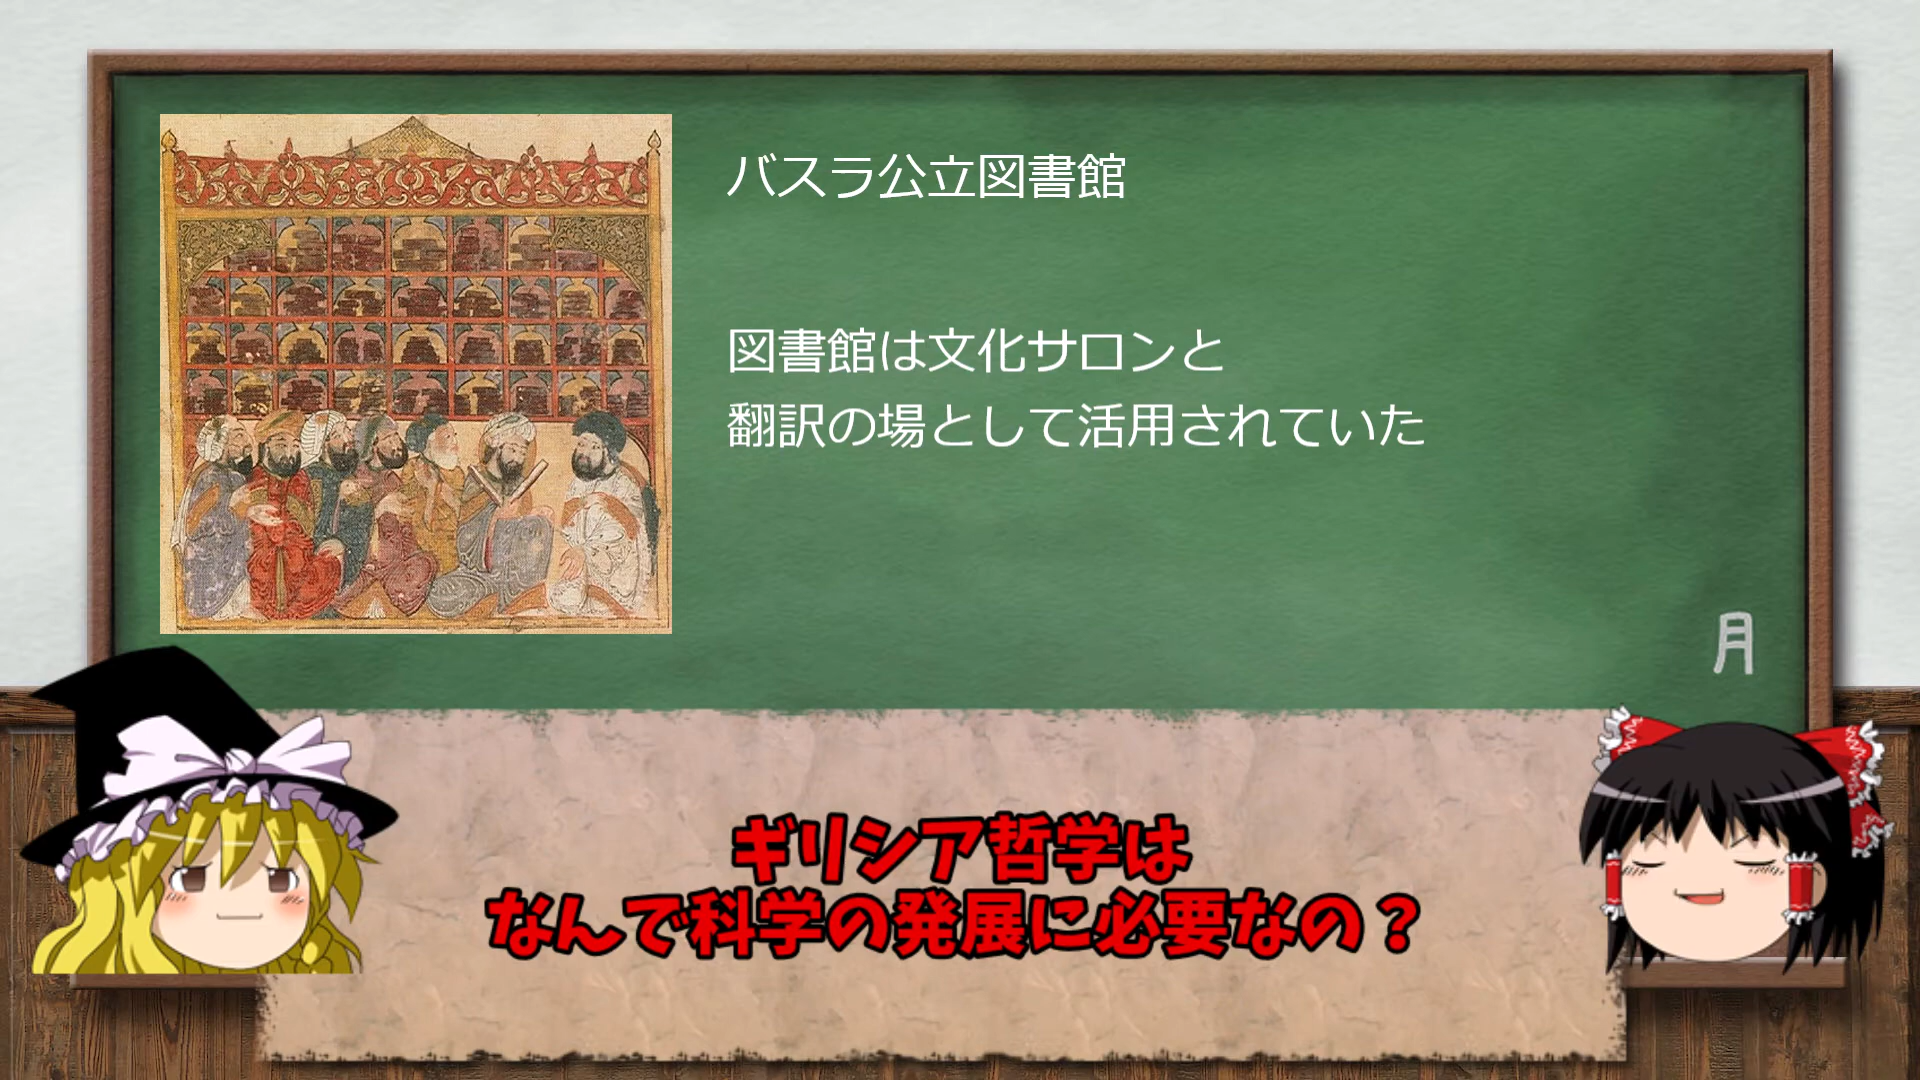 バスラ公立図書館
図書館は文化サロンと
翻訳の場として活用されていた
月
ギリシア哲学は
なんで科学の発展に必要なの？